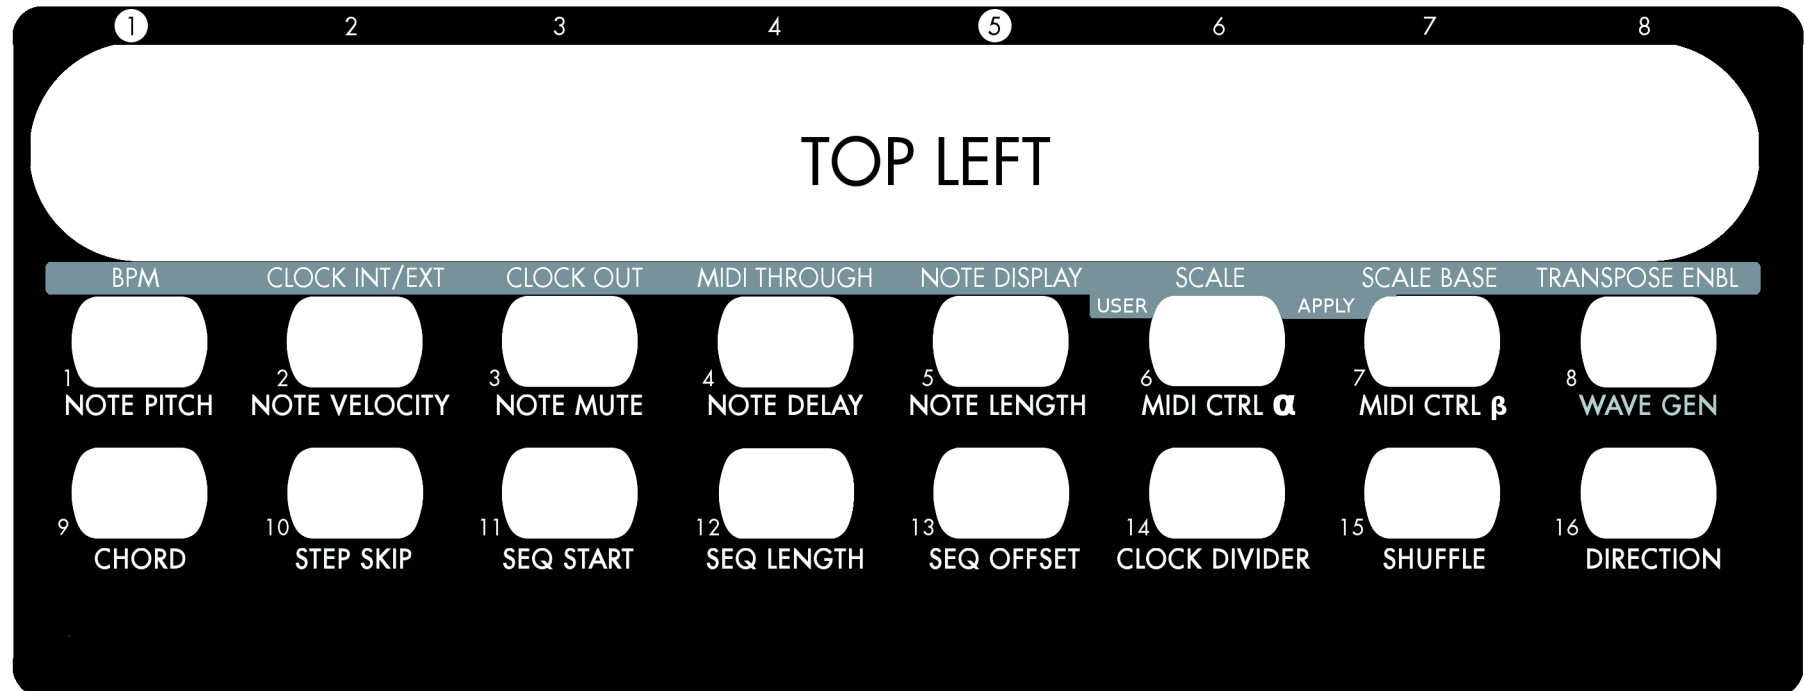 1 2 3 4 5 6 7 8
TOP LEFT
BPM CLOCK INT/EXT CLOCK OUT MIDI THROUGH NOTE DISPLAY SCALE SCALE BASE TRANSPOSE ENBL
USER APPLY
1 2 3 4 5 6 7 8
NOTE PITCH NOTE VELOCITY NOTE MUTE NOTE DELAY NOTE LENGTH MIDI CTRL α MIDI CTRL β WAVE GEN
9 10 11 12 13 14 15 16
CHORD STEP SKIP SEQ START SEQ LENGTH SEQ OFFSET CLOCK DIVIDER SHUFFLE DIRECTION